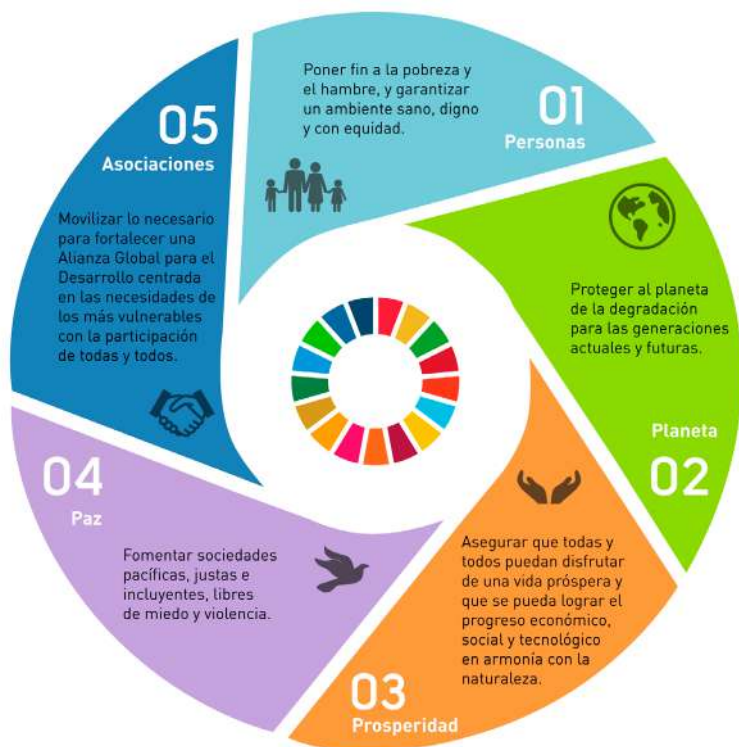 Poner fin a la pobreza y
el hambre, y garantizar
un ambiente sano, digno
y con equidad.
01
Personas
Proteger al planeta
de la degradación
para las generaciones
actuales y futuras.
Planeta
02
Asegurar que todas y
todos puedan disfrutar
de una vida próspera y
que se pueda lograr el
progreso económico,
social y tecnológico
en armonía con la
naturaleza.
03
Prosperidad
04
Paz
Fomentar sociedades
pacíficas, justas e
incluyentes, libres
de miedo y violencia.
05
Asociaciones
Movilizar lo necesario
para fortalecer una
Alianza Global para el
Desarrollo centrada
en las necesidades de
los más vulnerables
con la participación
de todas y todos.